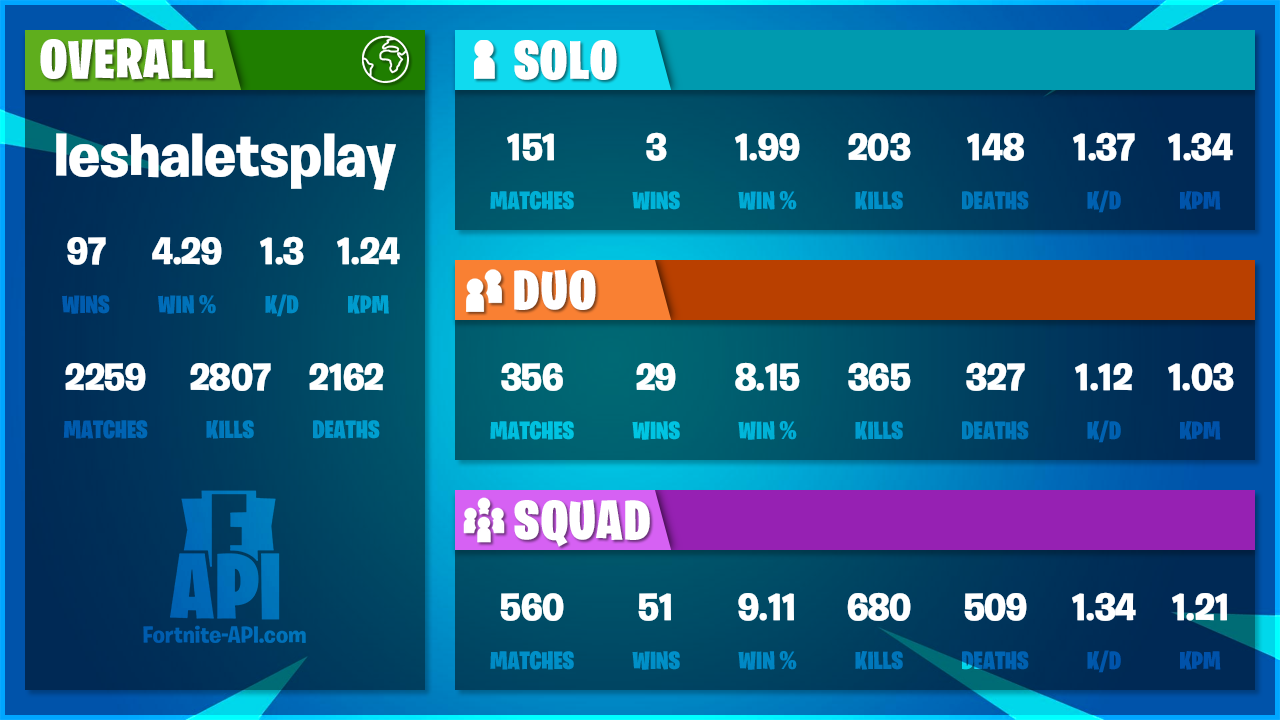 OVERALL
leshaletsplay
97 4.29 1.3 1.24
WINS WIN % K/D KPM
2259 2807 2162
MATCHES KILLS DEATHS
F
API
Fortnite-API.com
SOLO
151 3 1.99 203 148 1.37 1.34
MATCHES WINS WIN % KILLS DEATHS K/D KPM
DUO
356 29 8.15 365 327 1.12 1.03
MATCHES WINS WIN % KILLS DEATHS K/D KPM
SQUAD
560 51 9.11 680 509 1.34 1.21
MATCHES WINS WIN % KILLS DEATHS K/D KPM